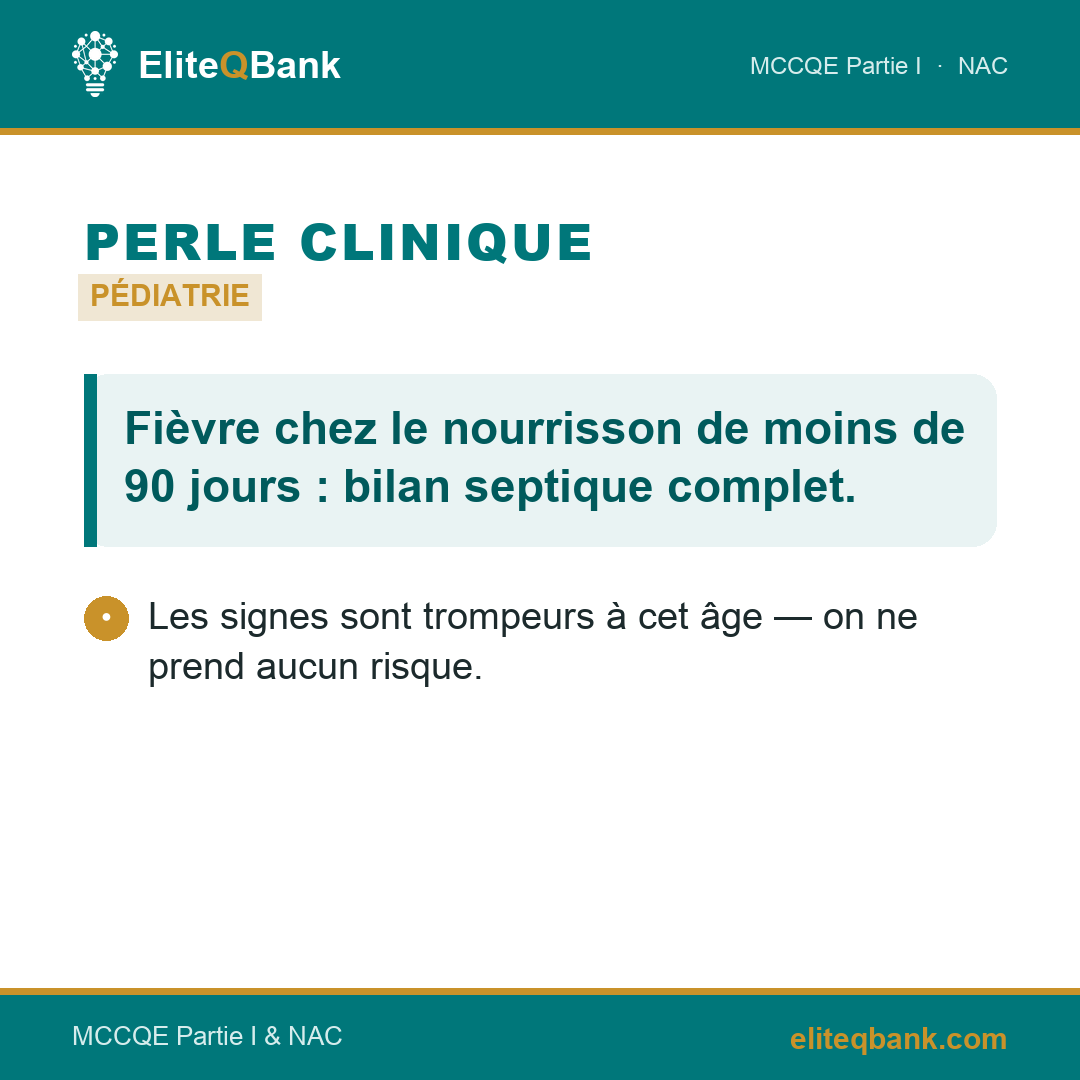 EliteQBank
MCCQE Partie I · NAC
PERLE CLINIQUE
PÉDIATRIE
Fièvre chez le nourrisson de moins de
90 jours : bilan septique complet.
Les signes sont trompeurs à cet âge — on ne
prend aucun risque.
MCCQE Partie I & NAC
eliteqbank.com